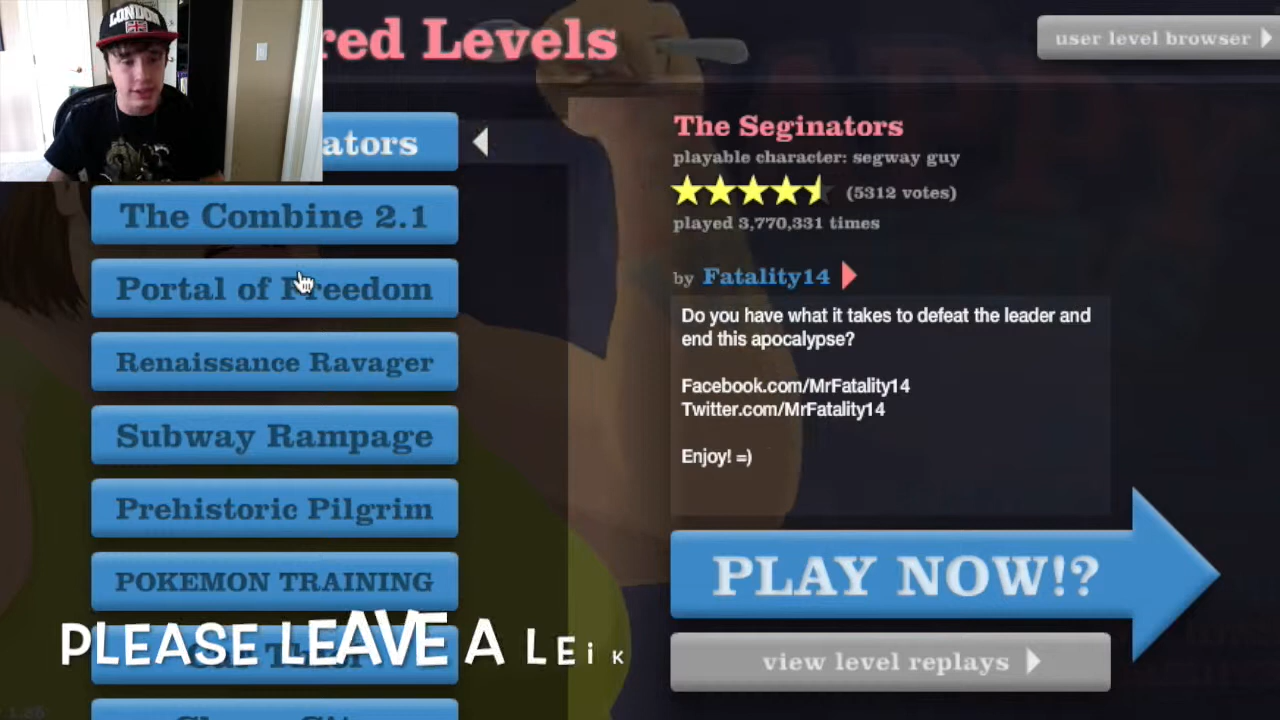 LONDON
red Levels
user level browser
ators
The Combine 2.1
Portal of Freedom
Renaissance Ravager
Subway Rampage
Prehistoric Pilgrim
POKEMON TRAINING
The Seginators
playable character: segway guy
(5312 votes)
played 3,770,331 times
by Fatality14
Do you have what it takes to defeat the leader and
end this apocalypse?
Facebook.com/MrFatality14
Twitter.com/MrFatality14
Enjoy! =)
PLAY NOW!?
view level replays
PLEASE LEAVE A LEiK